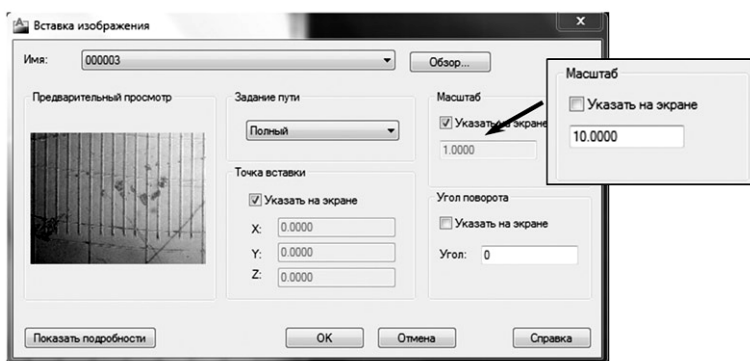 Вставка изображения
Имя:
000003
Обзор...
Предварительный просмотр
Задание пути
Полный
Точка вставки
Указать на экране
X: 0.0000
Y: 0.0000
Z: 0.0000
Масштаб
Указать на экране
1.0000
Угол поворота
Указать на экране
Угол: 0
Масштаб
Указать на экране
10.0000
Показать подробности
OK
Отмена
Справка